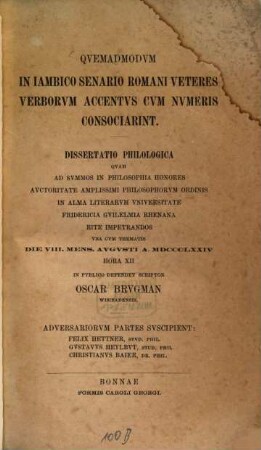 QVEMADMODVM
IN IAMBICO SENARIO ROMANI VETERES
VERBORVM ACCENTVS CVM NVMERIS
CONSOCIARINT.
DISSERTATIO PHILOLOGICA
QVAM
AD SVMMOS IN PHILOSOPHIA HONORES
AVCTORITATE AMPLISSIMI PHILOSOPHORVM ORDINIS
IN ALMA LITERARVM VNIVERSITATE
FRIDERICIA GVILELMIA RHENANA
RITE IMPETRANDOS
VNA CVM THESIBVS
DIE VIII. MENS. AVGVSTI A. MDCCCLXXIV
HORA XII
IN PVBLICO DEFENDET SCRIPTOR
OSCAR BRVGMAN
WIESBADENSIS.
ADVERSARIORVM PARTES SVSCIPIENT:
FELIX HETTNER, STVD. PHIL.
GVSTAVVS HEYLBVT, STVD. PHIL.
CHRISTIANVS BAIER, DR. PHIL.
BONNAE
FORMIS CAROLI GEORGI.